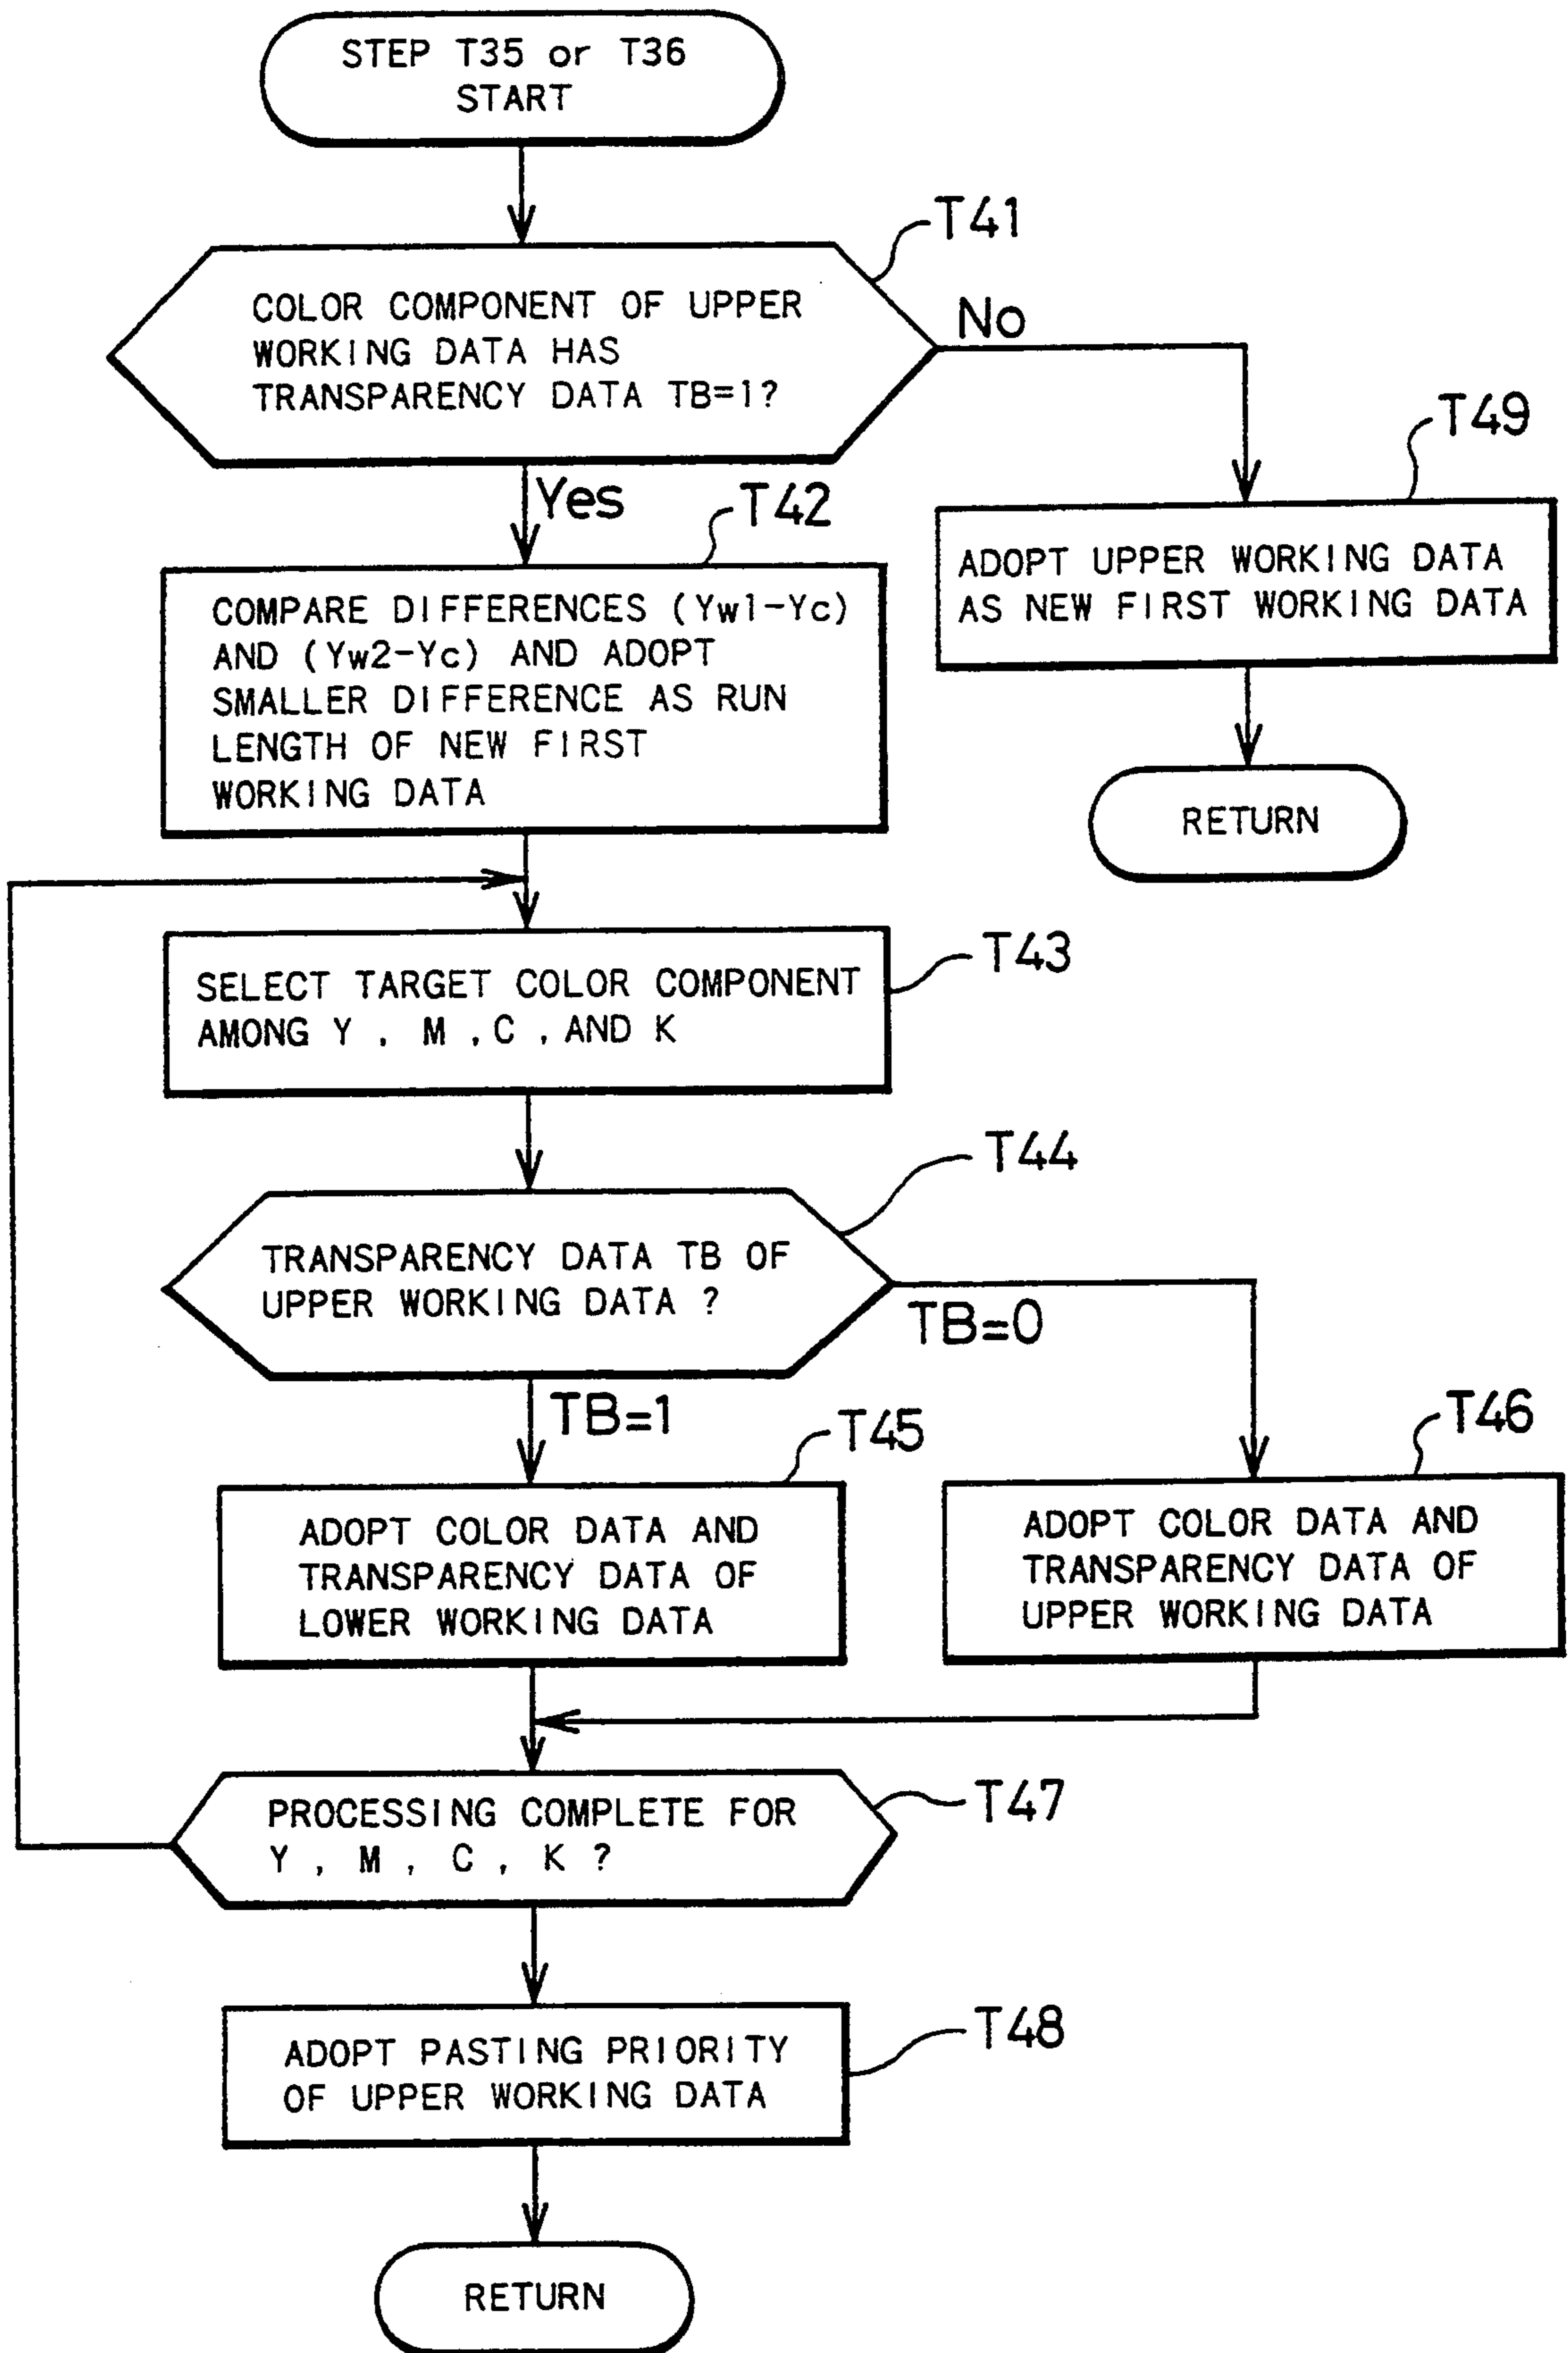 STEP T35 or T36
START
T41
COLOR COMPONENT OF UPPER
WORKING DATA HAS
TRANSPARENCY DATA TB=1?
No
Yes
T49
ADOPT UPPER WORKING DATA
AS NEW FIRST WORKING DATA
RETURN
T42
COMPARE DIFFERENCES (Yw1-Yc)
AND (Yw2-Yc) AND ADOPT
SMALLER DIFFERENCE AS RUN
LENGTH OF NEW FIRST
WORKING DATA
T43
SELECT TARGET COLOR COMPONENT
AMONG Y , M , C , AND K
T44
TRANSPARENCY DATA TB OF
UPPER WORKING DATA ?
TB=0
TB=1
T45
ADOPT COLOR DATA AND
TRANSPARENCY DATA OF
LOWER WORKING DATA
T46
ADOPT COLOR DATA AND
TRANSPARENCY DATA OF
UPPER WORKING DATA
T47
PROCESSING COMPLETE FOR
Y , M , C , K ?
T48
ADOPT PASTING PRIORITY
OF UPPER WORKING DATA
RETURN